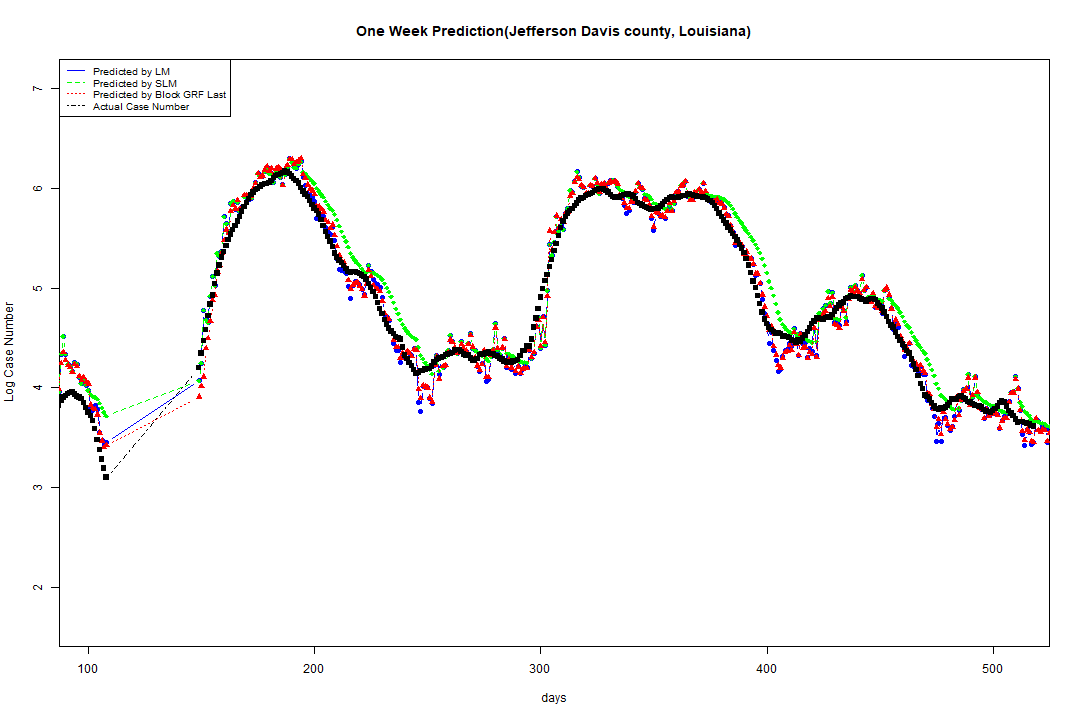 One Week Prediction(Jefferson Davis county, Louisiana)
Predicted by LM
Predicted by SLM
Predicted by Block GRF Last
Actual Case Number
Log Case Number
7
6
5
4
3
2
100 200 300 400 500
days